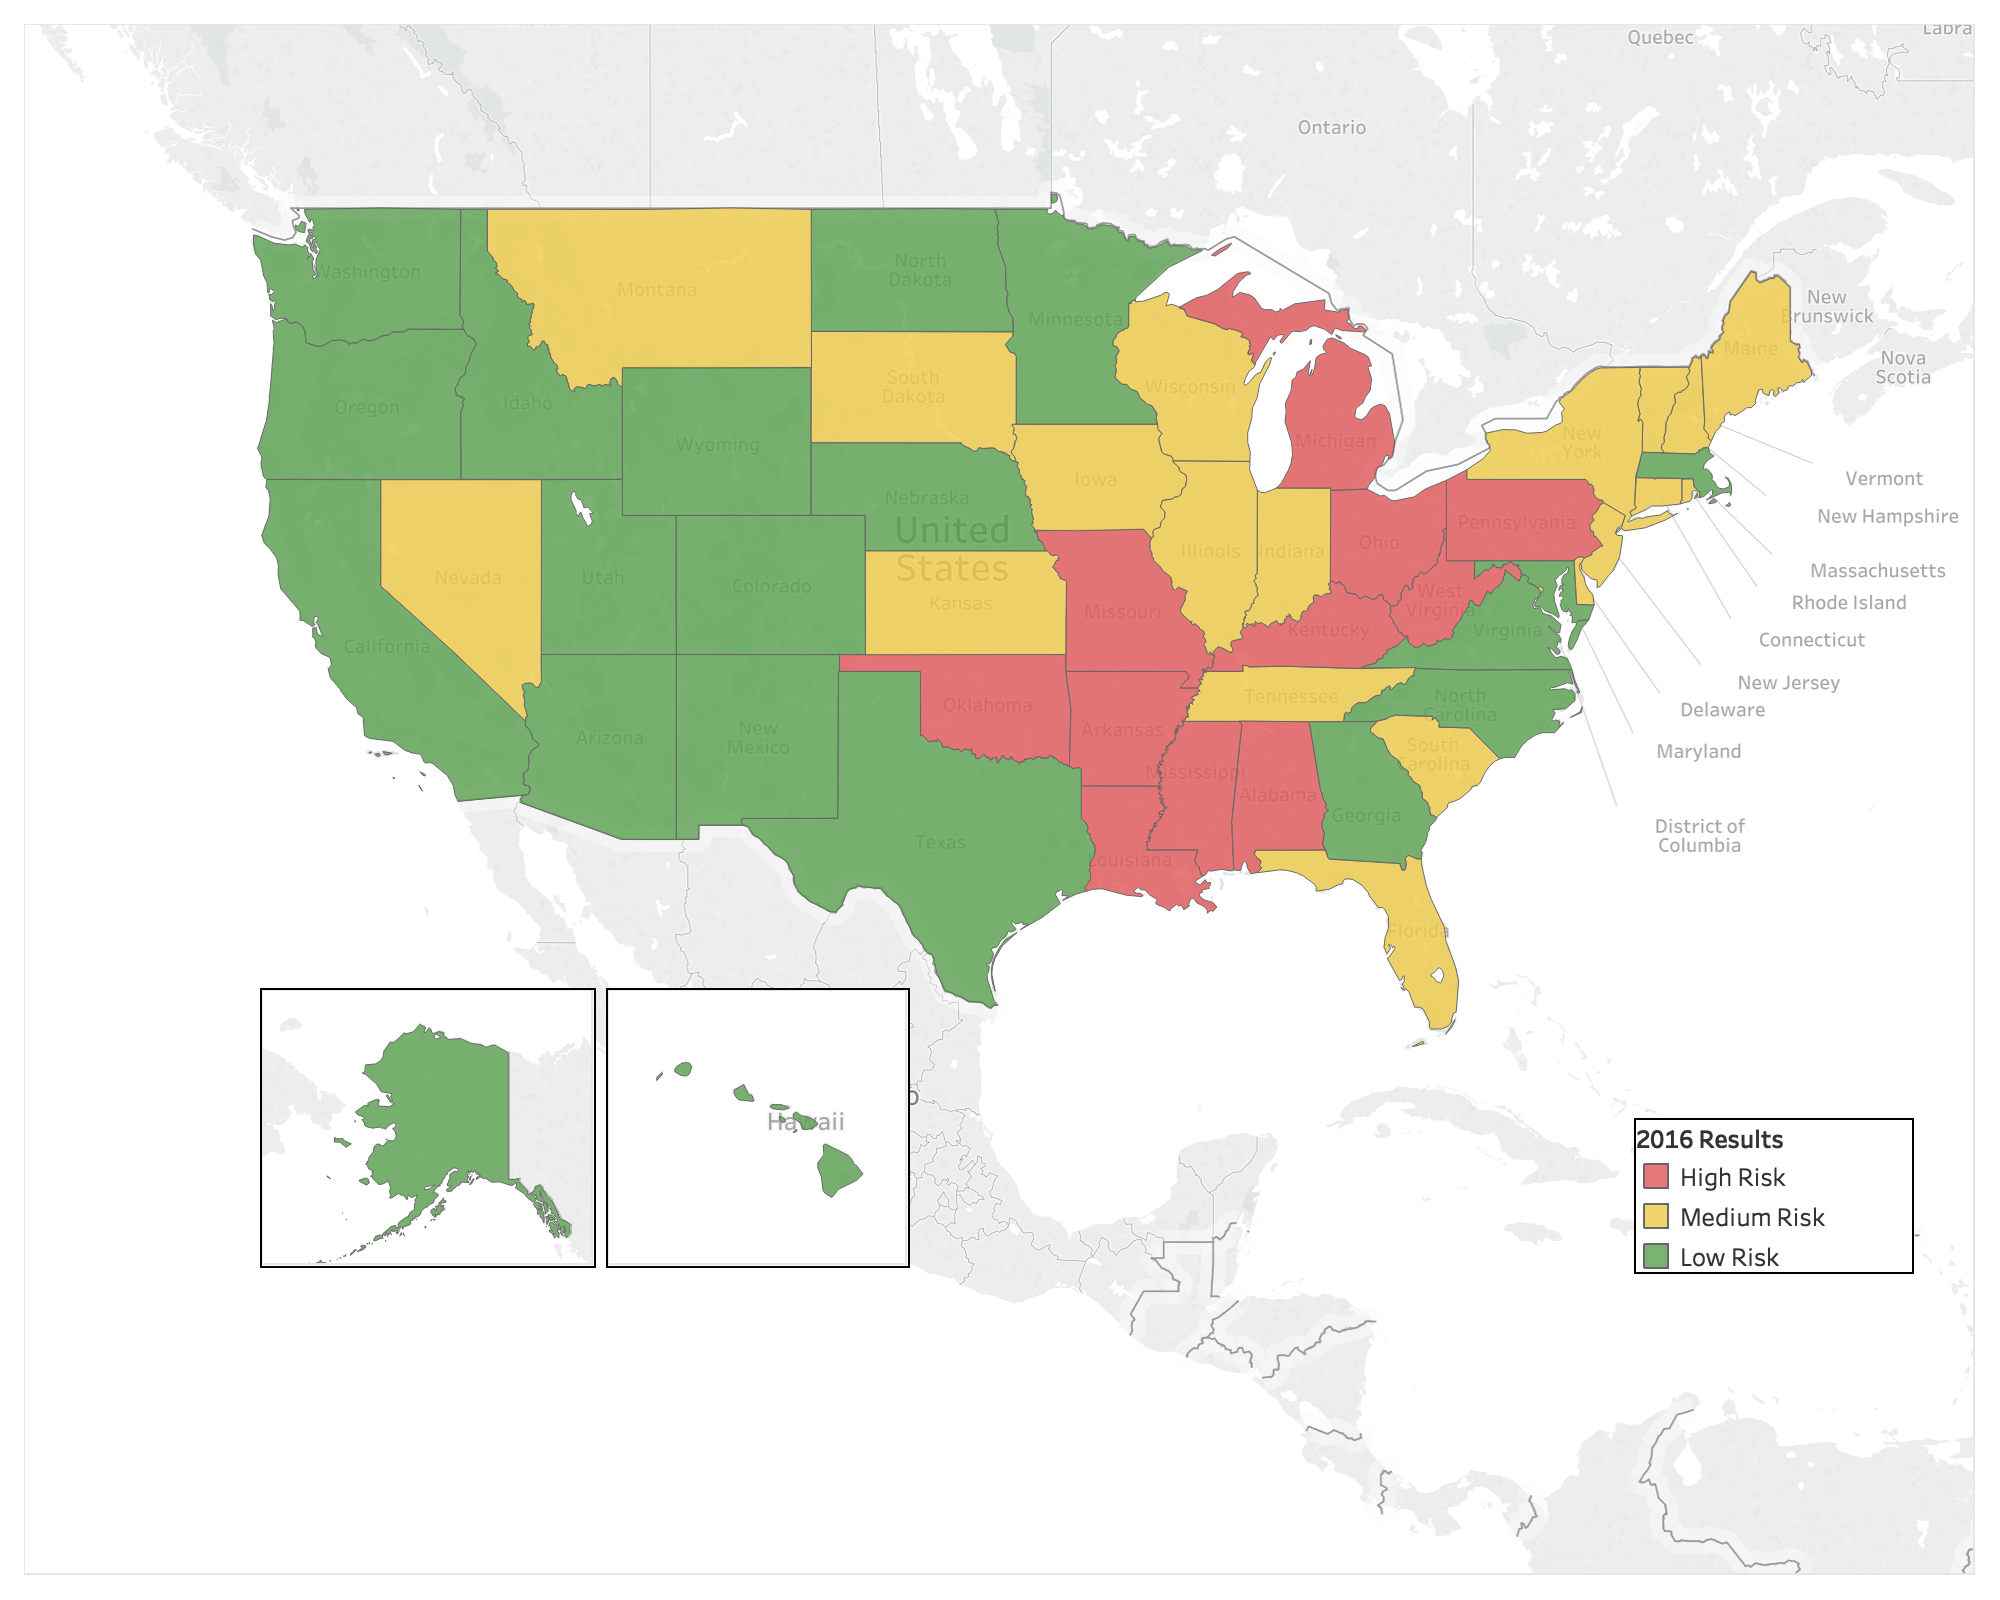 Quebec
Labra
Ontario
New
Brunswick
Nova
Scotia
Washington
Montana
North
Dakota
Minnesota
Oregon
Idaho
Wyoming
South
Dakota
Wisconsin
Michigan
Maine
New
York
Vermont
New Hampshire
Massachusetts
Rhode Island
Connecticut
New Jersey
Delaware
Maryland
District of
Columbia
Nebraska
Iowa
United
States
Nevada
Utah
Colorado
Kansas
Illinois
Indiana
Ohio
Pennsylvania
West
Virginia
Virginia
Missouri
Kentucky
California
Arizona
New
Mexico
Oklahoma
Arkansas
Tennessee
North
Carolina
South
Carolina
Mississippi
Alabama
Georgia
Texas
Louisiana
Florida
Hawaii
o
2016 Results
High Risk
Medium Risk
Low Risk